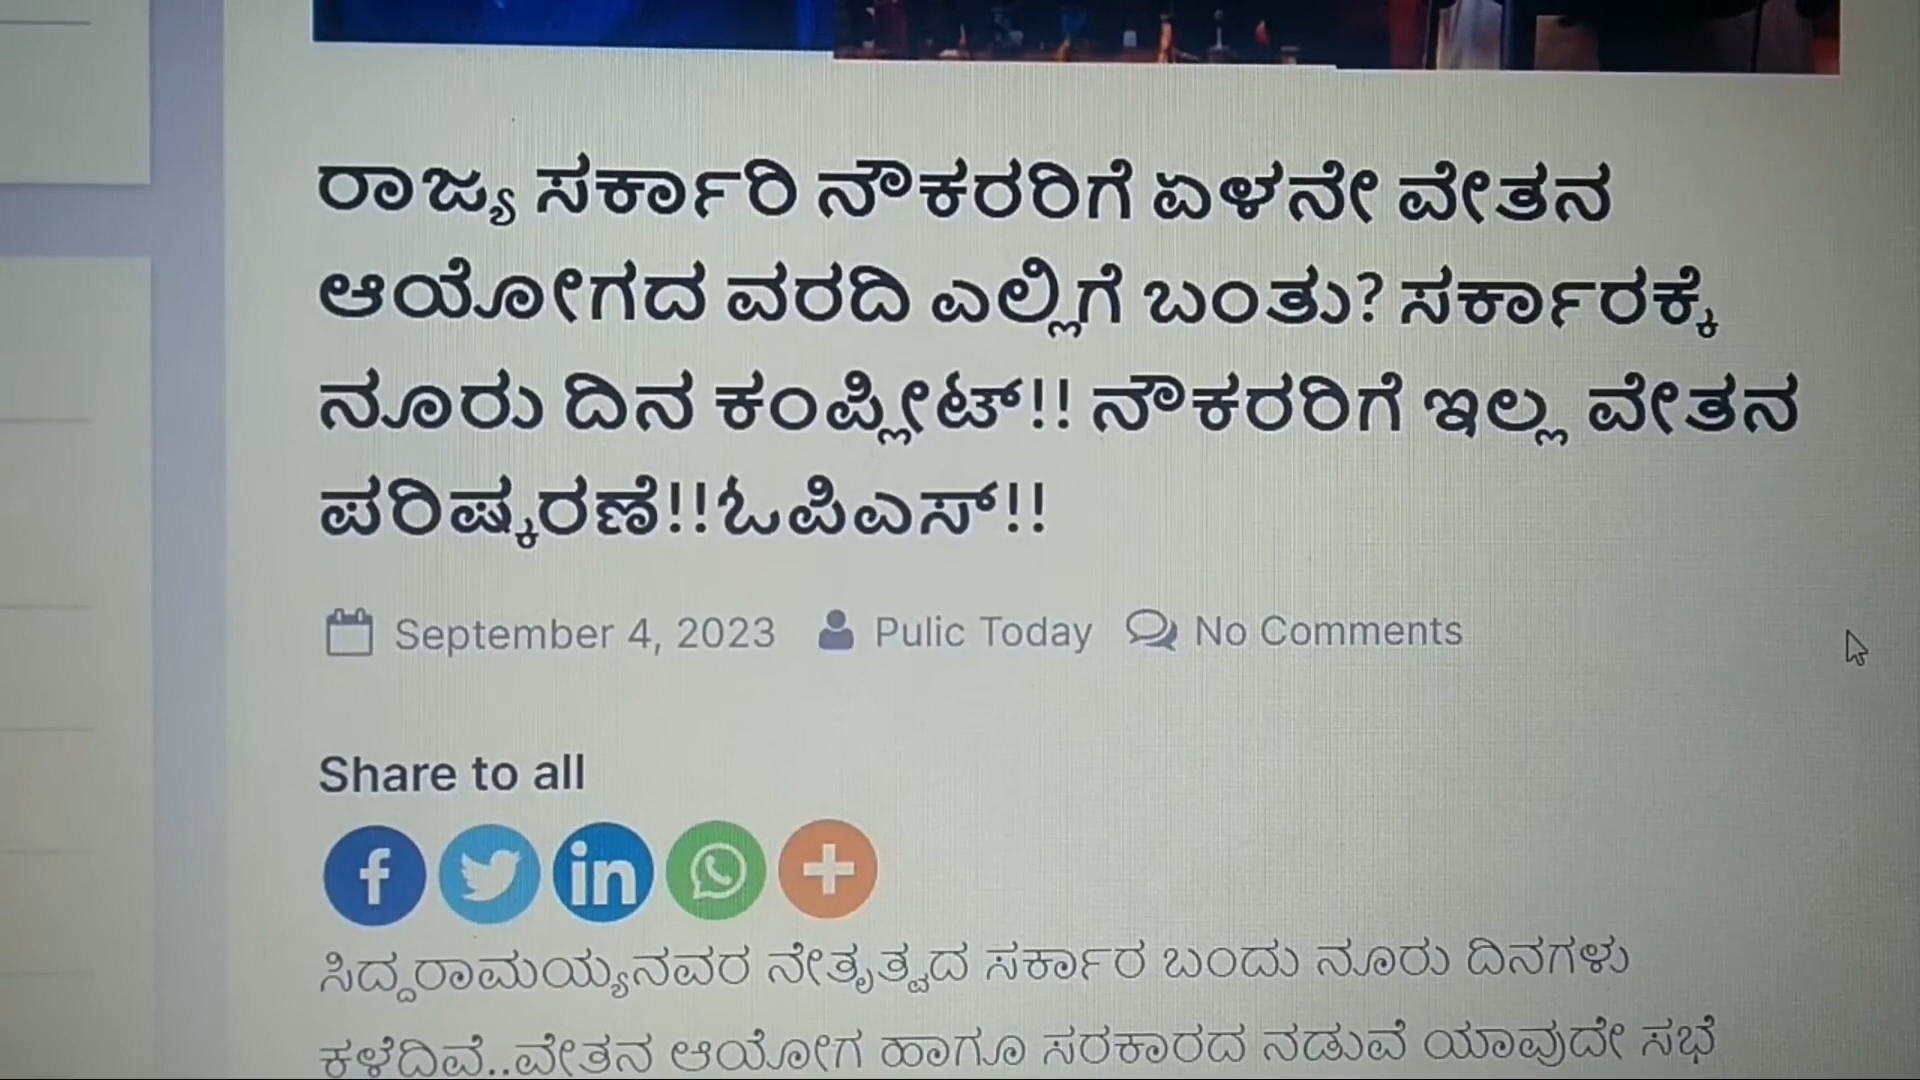 ರಾಜ್ಯ ಸರ್ಕಾರಿ ನೌಕರರಿಗೆ ಏಳನೇ ವೇತನ
ಆಯೋಗದ ವರದಿ ಎಲ್ಲಿಗೆ ಬಂತು? ಸರ್ಕಾರಕ್ಕೆ
ನೂರು ದಿನ ಕಂಪ್ಲೀಟ್!! ನೌಕರರಿಗೆ ಇಲ್ಲ ವೇತನ
ಪರಿಷ್ಕರಣೆ!!ಓಪಿಎಸ್!!
September 4, 2023 Pulic Today No Comments
Share to all
ಸಿದ್ದರಾಮಯ್ಯನವರ ನೇತೃತ್ವದ ಸರ್ಕಾರ ಬಂದು ನೂರು ದಿನಗಳು
ಕಳೆದಿವೆ..ವೇತನ ಆಯೋಗ ಹಾಗೂ ಸರಕಾರದ ನಡುವೆ ಯಾವುದೇ ಸಭೆ